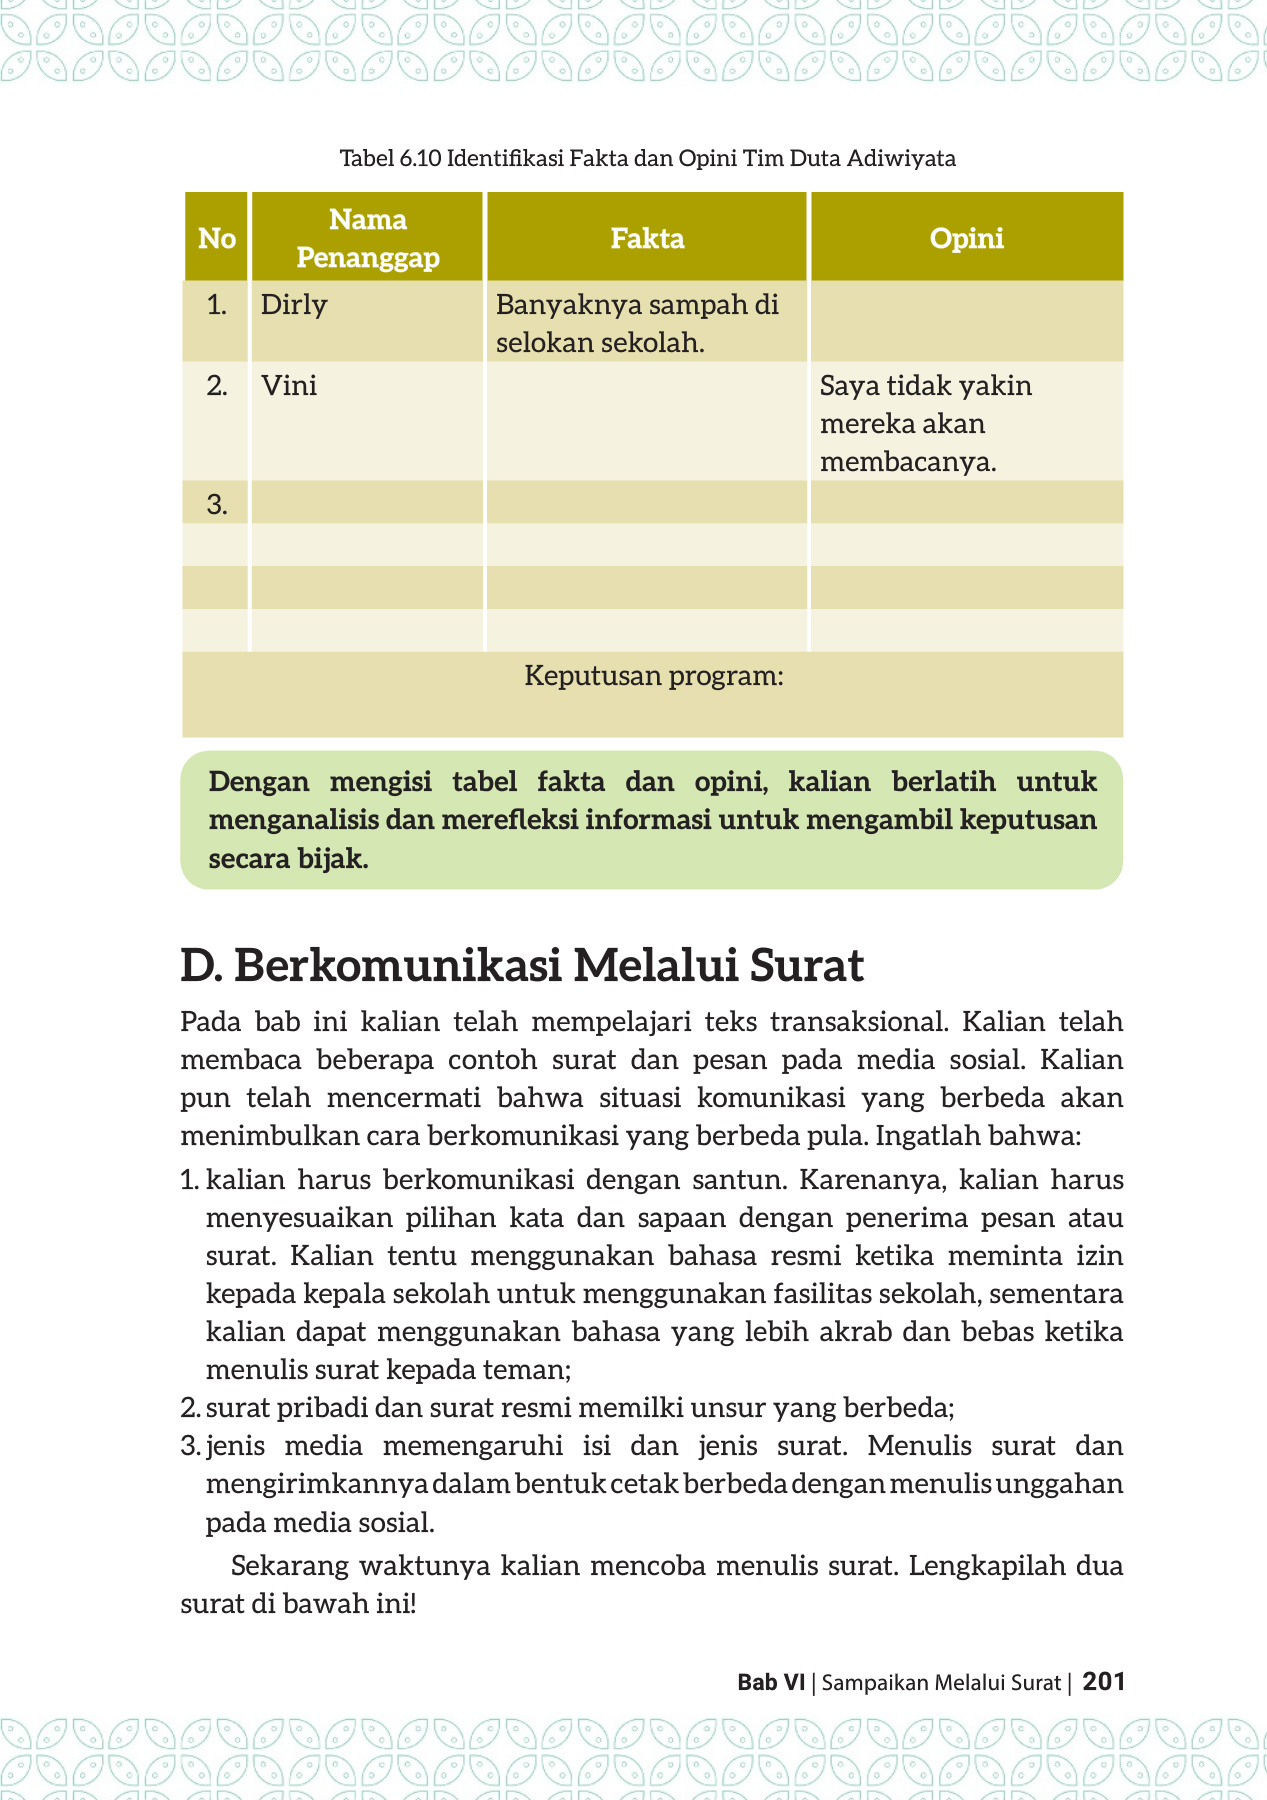 Tabel 6.10 Identifikasi Fakta dan Opini Tim Duta Adiwiyata
No
Nama
Penanggap
Fakta
Opini
1.
Dirly
Banyaknya sampah di
selokan sekolah.
2.
Vini
Saya tidak yakin
mereka akan
membacanya.
3.
Keputusan program:
Dengan mengisi tabel fakta dan opini, kalian berlatih untuk
menganalisis dan merefleksi informasi untuk mengambil keputusan
secara bijak.
D. Berkomunikasi Melalui Surat
Pada bab ini kalian telah mempelajari teks transaksional. Kalian telah
membaca beberapa contoh surat dan pesan pada media sosial. Kalian
pun telah mencermati bahwa situasi komunikasi yang berbeda akan
menimbulkan cara berkomunikasi yang berbeda pula. Ingatlah bahwa:
1. kalian harus berkomunikasi dengan santun. Karenanya, kalian harus
menyesuaikan pilihan kata dan sapaan dengan penerima pesan atau
surat. Kalian tentu menggunakan bahasa resmi ketika meminta izin
kepada kepala sekolah untuk menggunakan fasilitas sekolah, sementara
kalian dapat menggunakan bahasa yang lebih akrab dan bebas ketika
menulis surat kepada teman;
2. surat pribadi dan surat resmi memilki unsur yang berbeda;
3. jenis media memengaruhi isi dan jenis surat. Menulis surat dan
mengirimkannya dalam bentuk cetak berbeda dengan menulis unggahan
pada media sosial.
Sekarang waktunya kalian mencoba menulis surat. Lengkapilah dua
surat di bawah ini!
Bab VI | Sampaikan Melalui Surat | 201